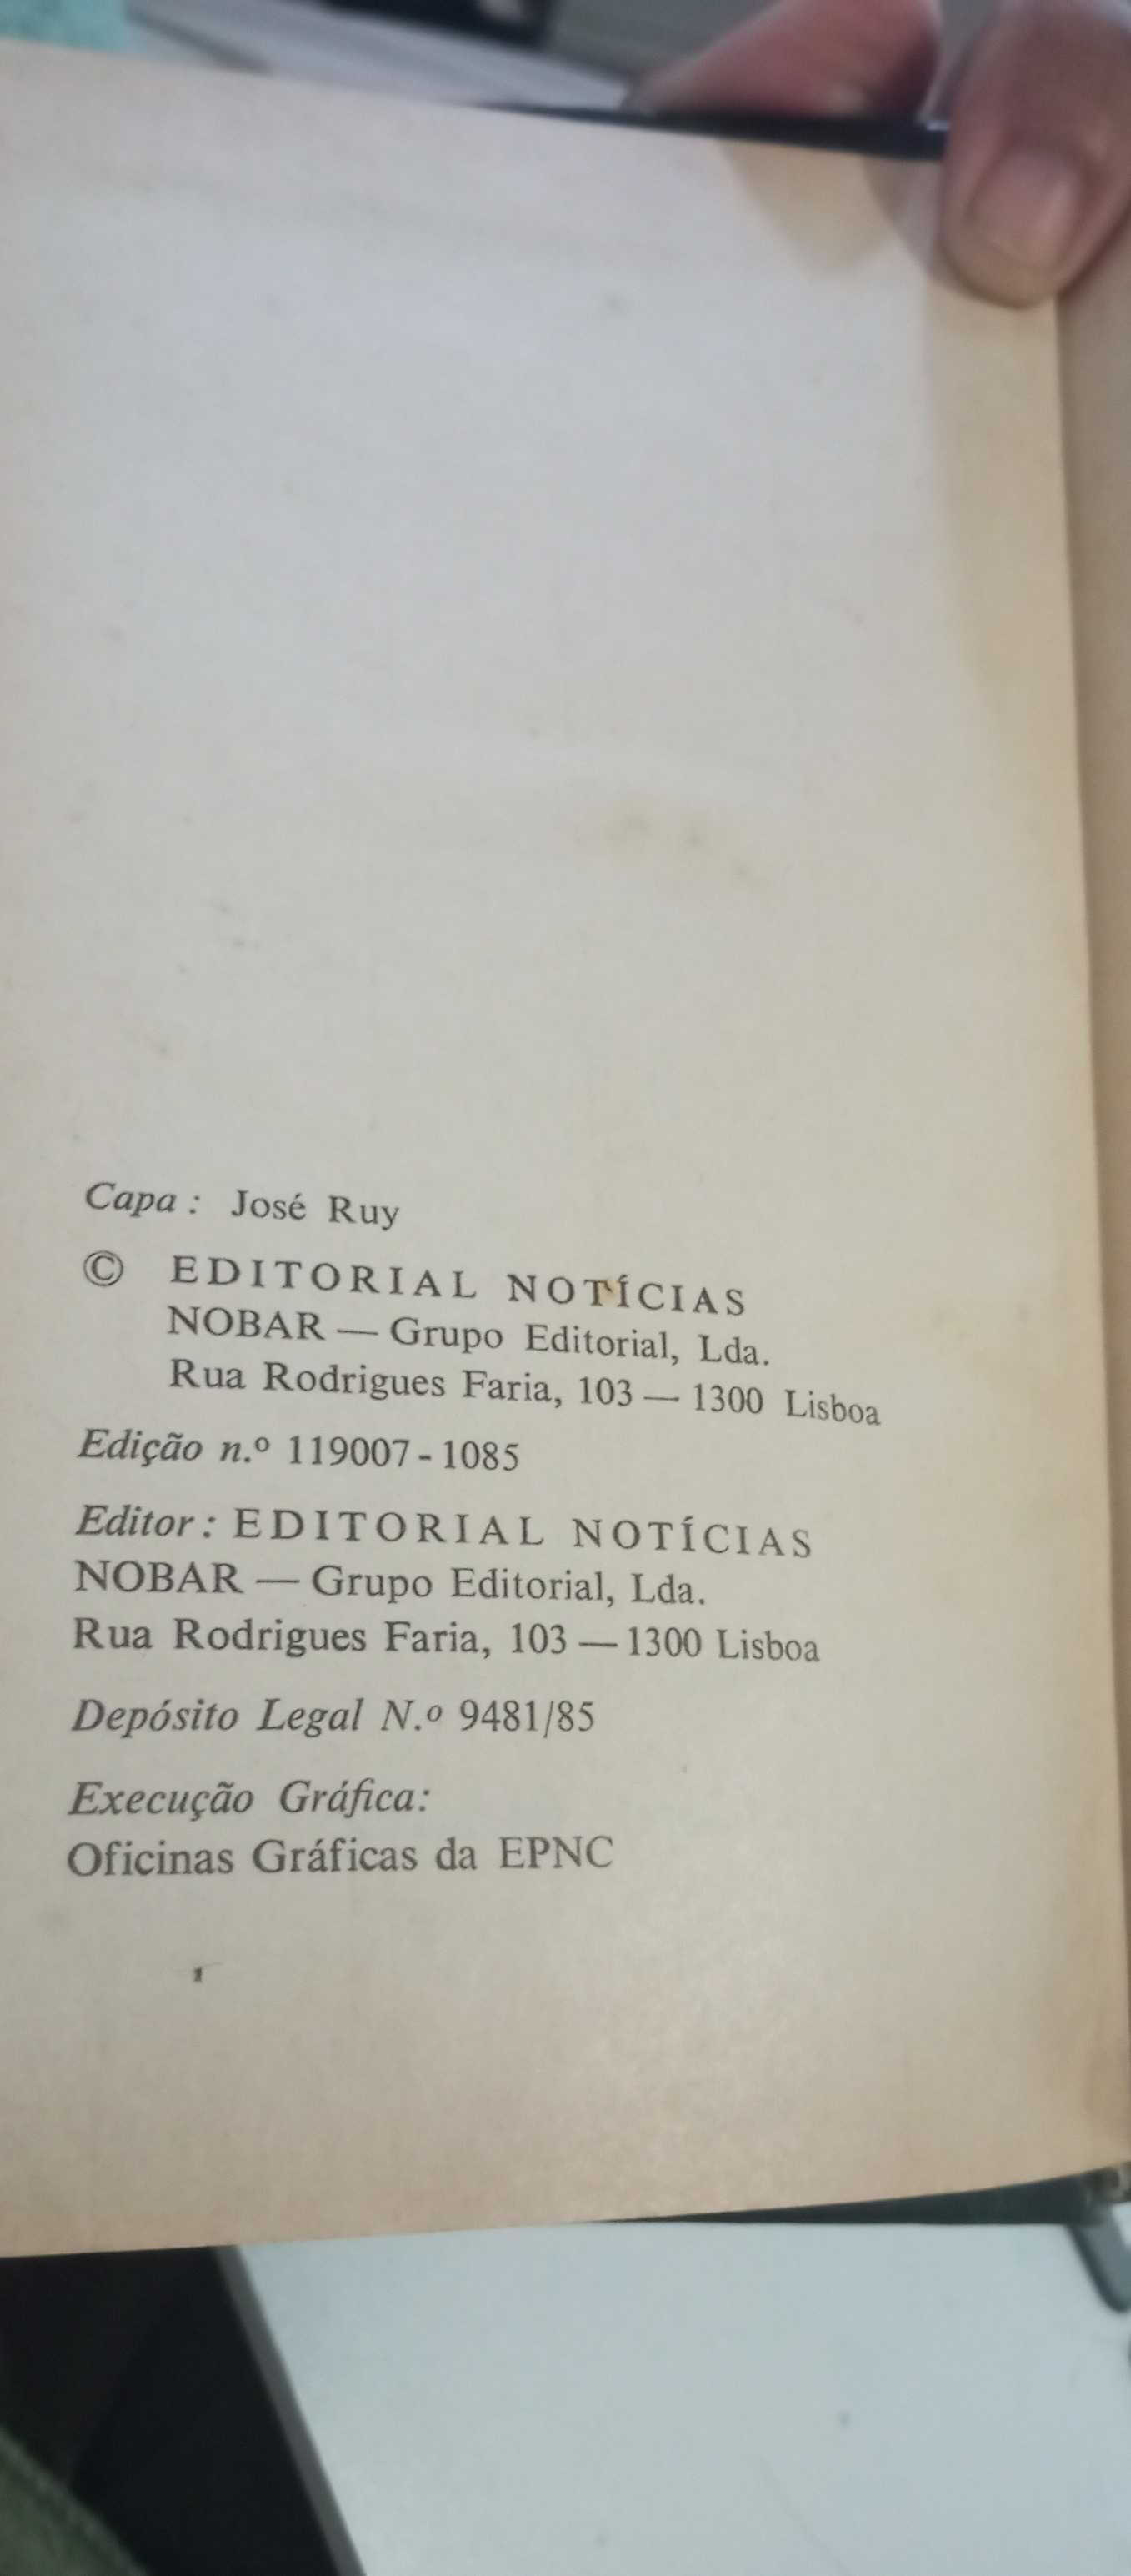 Capa : José Ruy
© EDITORIAL NOTÍCIAS
NOBAR — Grupo Editorial, Lda.
Rua Rodrigues Faria, 103 — 1300 Lisboa
Edição n.º 119007 - 1085
Editor : EDITORIAL NOTÍCIAS
NOBAR — Grupo Editorial, Lda.
Rua Rodrigues Faria, 103 — 1300 Lisboa
Depósito Legal N.º 9481/85
Execução Gráfica:
Oficinas Gráficas da EPNC